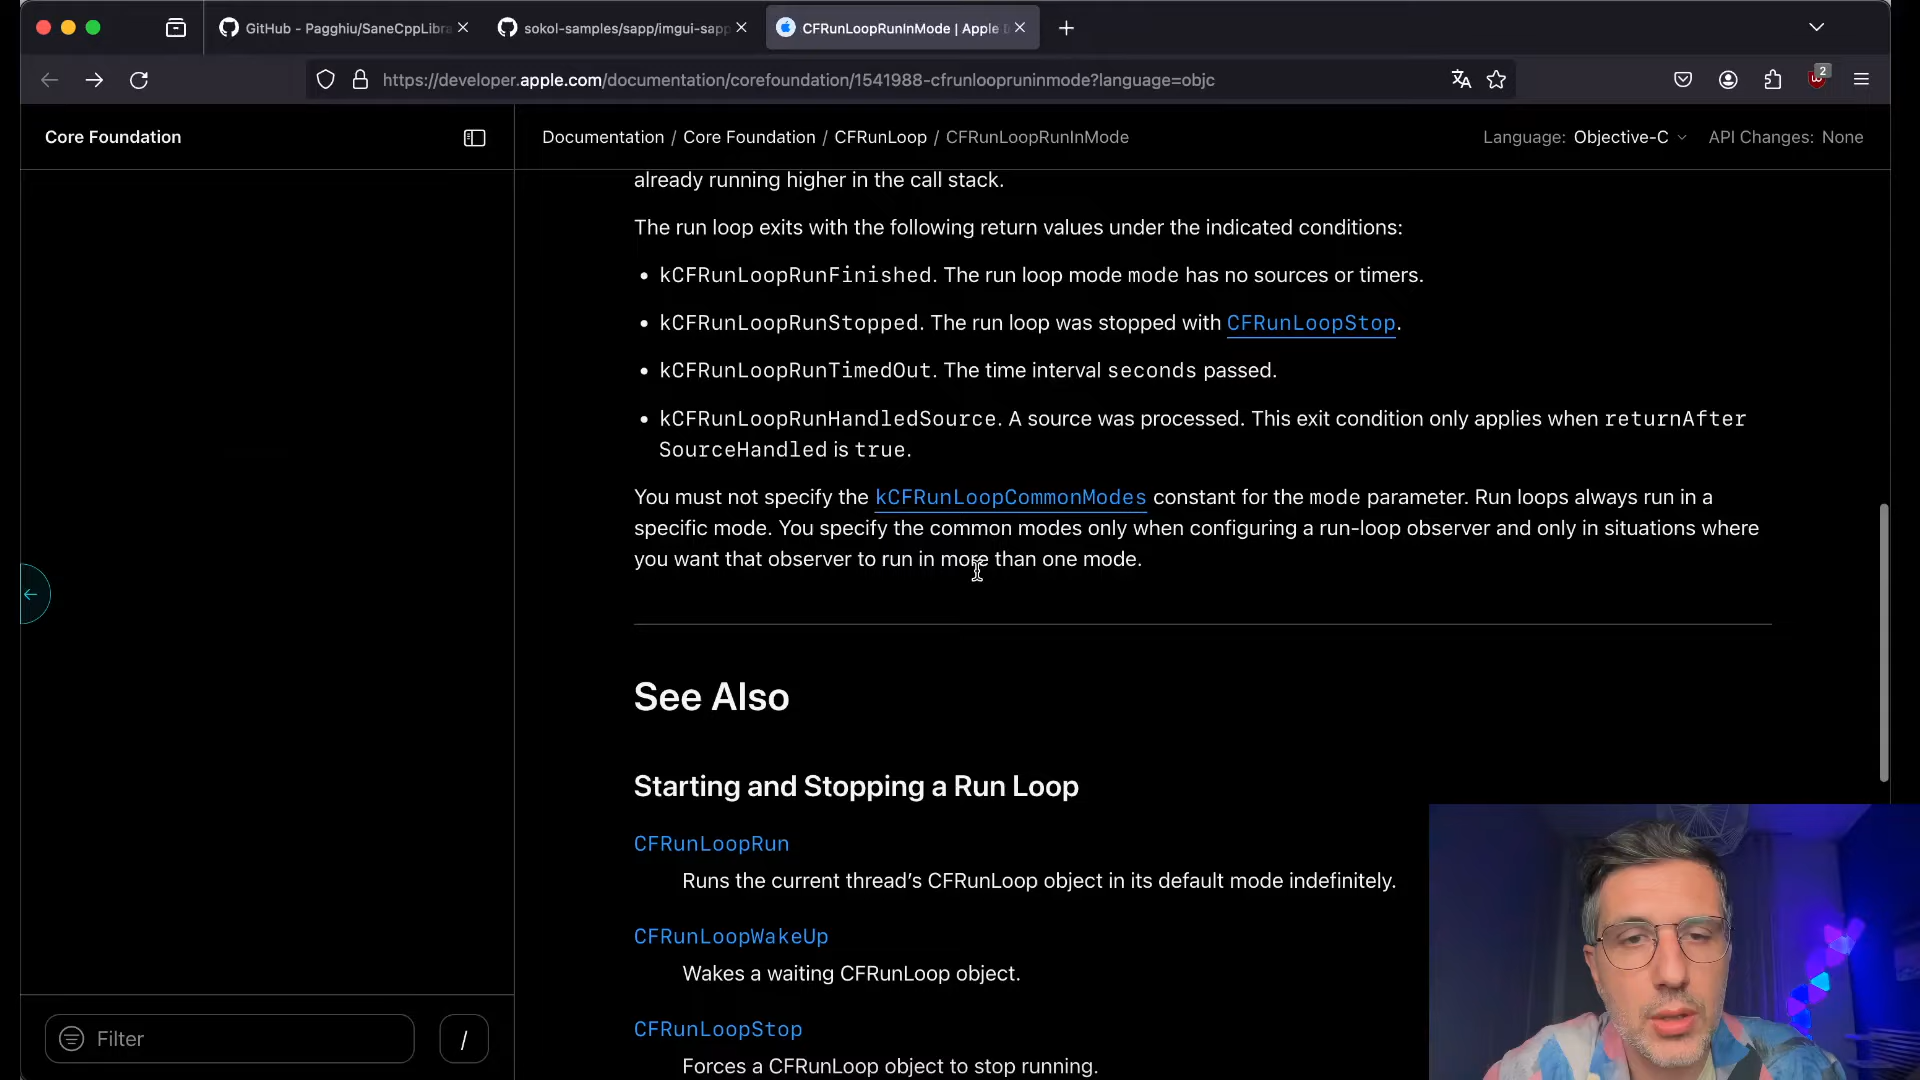 GitHub - Pagghiu/SaneCppLibra
sokol-samples/sapp/imgui-sapp
CFRunLoopRunInMode | Apple D
https://developer.apple.com/documentation/corefoundation/1541988-cfrunloopruninmode?language=objc
2
Core Foundation
Documentation / Core Foundation / CFRunLoop / CFRunLoopRunInMode
Language: Objective-C
API Changes: None
already running higher in the call stack.
The run loop exits with the following return values under the indicated conditions:
• kCFRunLoopRunFinished. The run loop mode mode has no sources or timers.
• kCFRunLoopRunStopped. The run loop was stopped with CFRunLoopStop.
• kCFRunLoopRunTimedOut. The time interval seconds passed.
• kCFRunLoopRunHandledSource. A source was processed. This exit condition only applies when returnAfter
SourceHandled is true.
You must not specify the kCFRunLoopCommonModes constant for the mode parameter. Run loops always run in a
specific mode. You specify the common modes only when configuring a run-loop observer and only in situations where
you want that observer to run in more than one mode.
See Also
Starting and Stopping a Run Loop
CFRunLoopRun
Runs the current thread’s CFRunLoop object in its default mode indefinitely.
CFRunLoopWakeUp
Wakes a waiting CFRunLoop object.
CFRunLoopStop
Forces a CFRunLoop object to stop running.
Filter
/